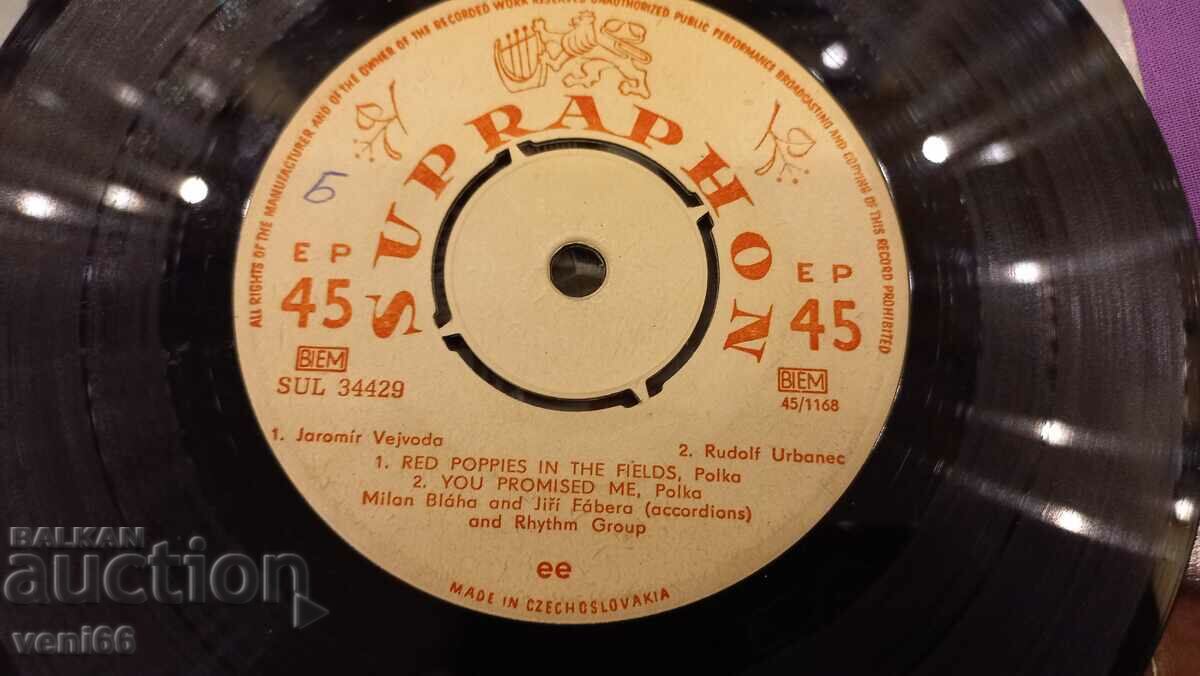 ALL RIGHTS OF THE MANUFACTURER AND OF THE OWNER OF THE RECORDED WORK RESERVED UNAUTHORIZED PUBLIC PERFORMANCE BROADCASTING AND COPYING OF THIS RECORD PROHIBITED
SUPRAPHON
Б
EP
45
EP
45
BIEM
SUL 34429
BIEM
45/1168
1. Jaromír Vejvoda
2. Rudolf Urbanec
1. RED POPPIES IN THE FIELDS, Polka
2. YOU PROMISED ME, Polka
Milan Bláha and Jiří Fábera (accordions)
and Rhythm Group
ee
MADE IN CZECHOSLOVAKIA
BALKAN
auction
veni66